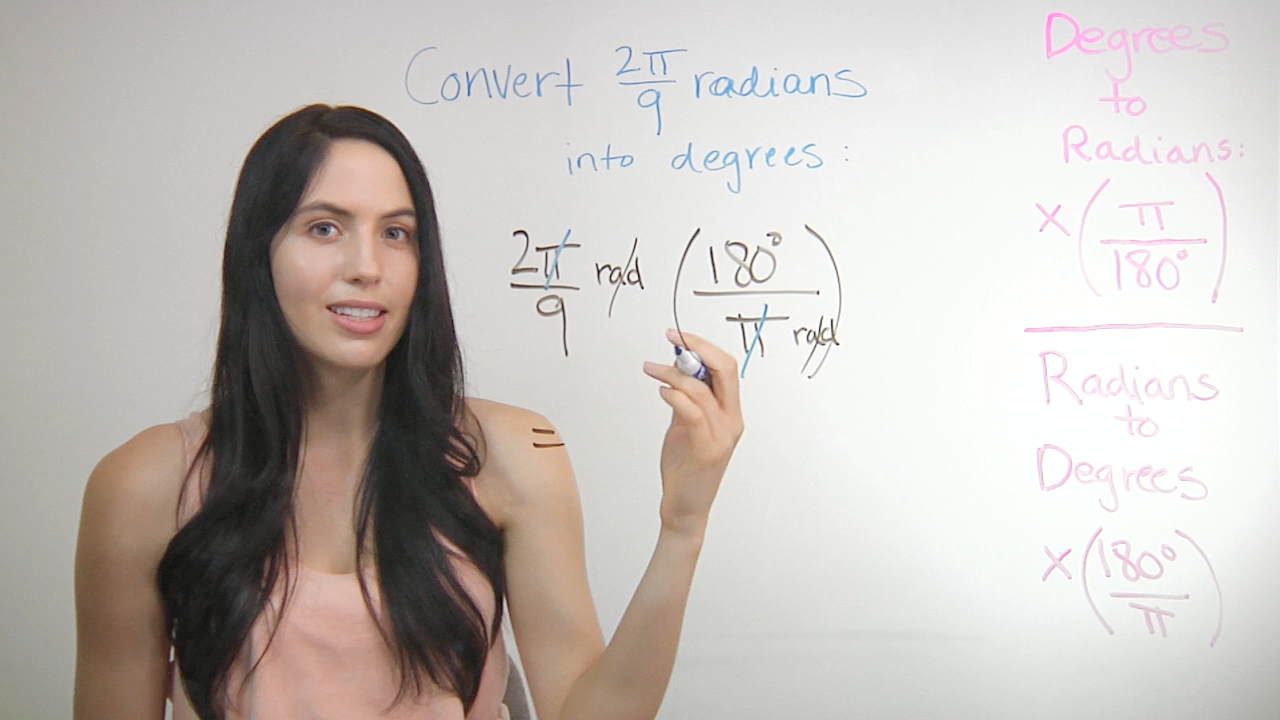 Convert 2π/9 radians
into degrees:
2π/9 rad (180°/π rad)
=
Degrees
to
Radians:
× (π/180°)
Radians
to
Degrees
× (180°/π)